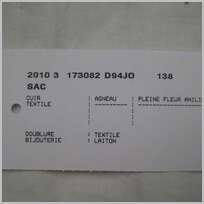 2010 3 173082 D94JO 138
SAC
CUIR : AGNEAU : PLEINE FLEUR
TEXTILE : ------- : ---------------
DOUBLURE : TEXTILE
BIJOUTERIE : LAITON